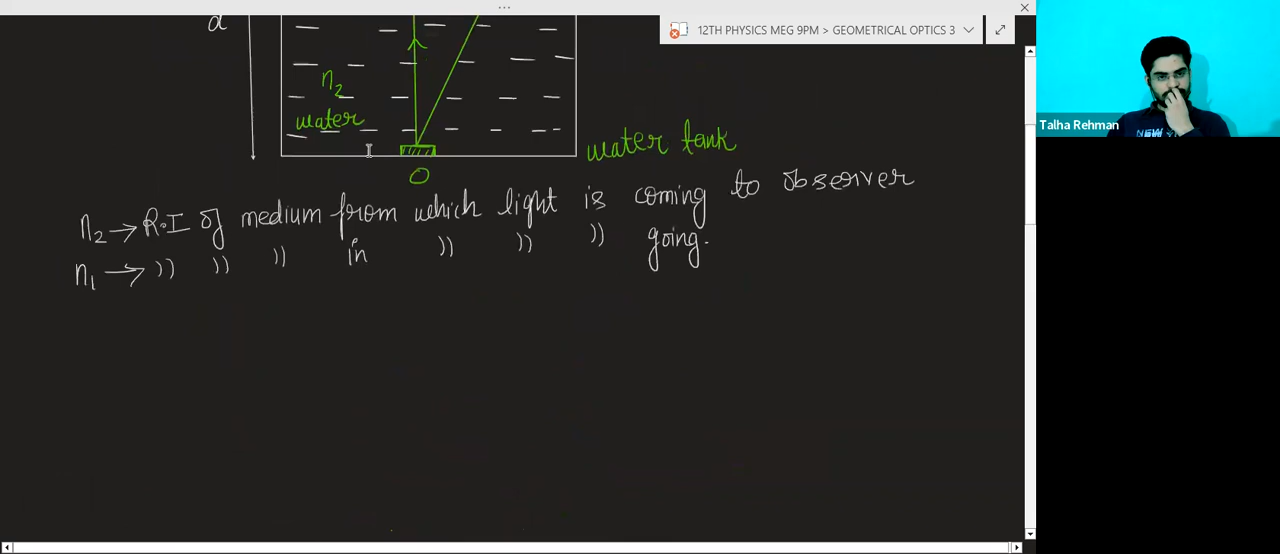 12TH PHYSICS MEG 9PM > GEOMETRICAL OPTICS 3
Talha Rehman
NEW
d
n2
water
water tank
O
n2 → R.I of medium from which light is coming to observer
n1 → )) )) )) in )) )) )) going.